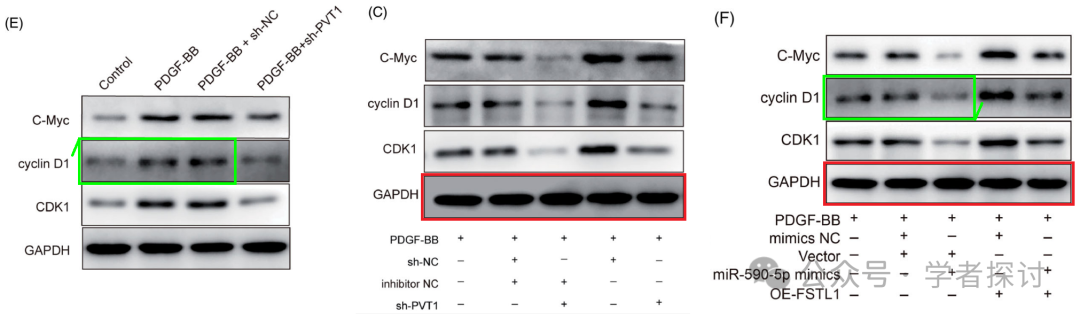 (E)
Control
PDGF-BB
PDGF-BB + sh-NC
PDGF-BB+sh-PVT1
C-Myc
cyclin D1
CDK1
GAPDH
(C)
C-Myc
cyclin D1
CDK1
GAPDH
PDGF-BB + + + + +
sh-NC − + + + −
inhibitor NC − + + − −
sh-PVT1 − − + − +
(F)
C-Myc
cyclin D1
CDK1
GAPDH
PDGF-BB + + + + +
mimics NC − + − + −
Vector − + + − −
miR-590-5p mimics − − + − +
OE-FSTL1 − − − + +
公众号 · 学者探讨